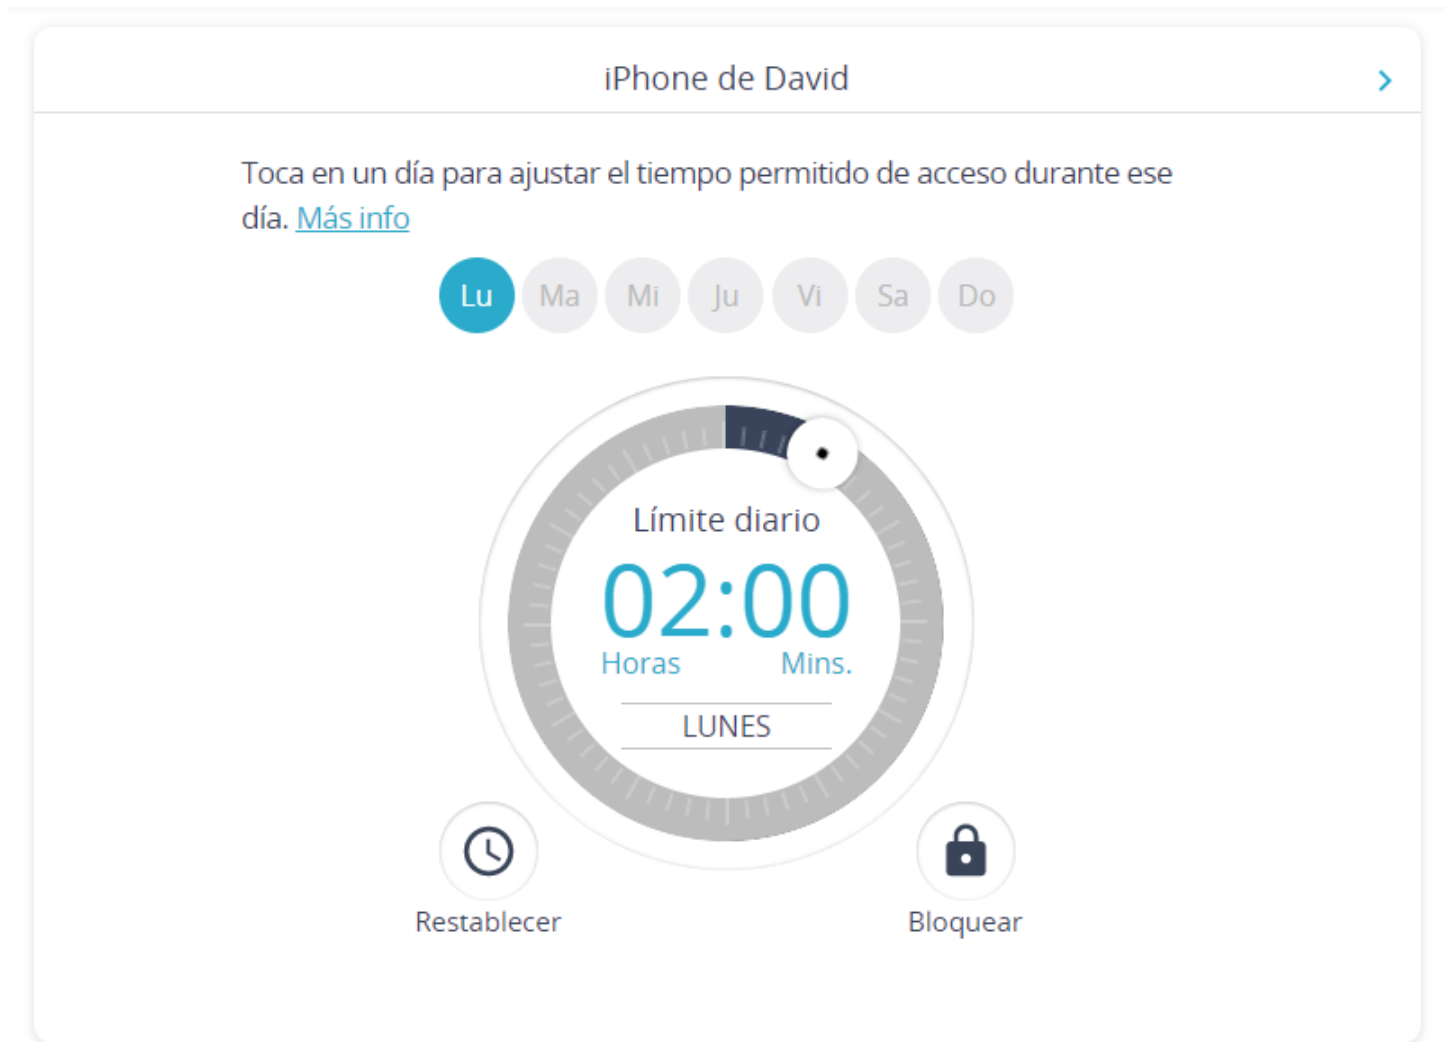 iPhone de David
Toca en un día para ajustar el tiempo permitido de acceso durante ese
día. Más info
Lu Ma Mi Ju Vi Sa Do
Límite diario
02:00
Horas Mins.
LUNES
Restablecer Bloquear